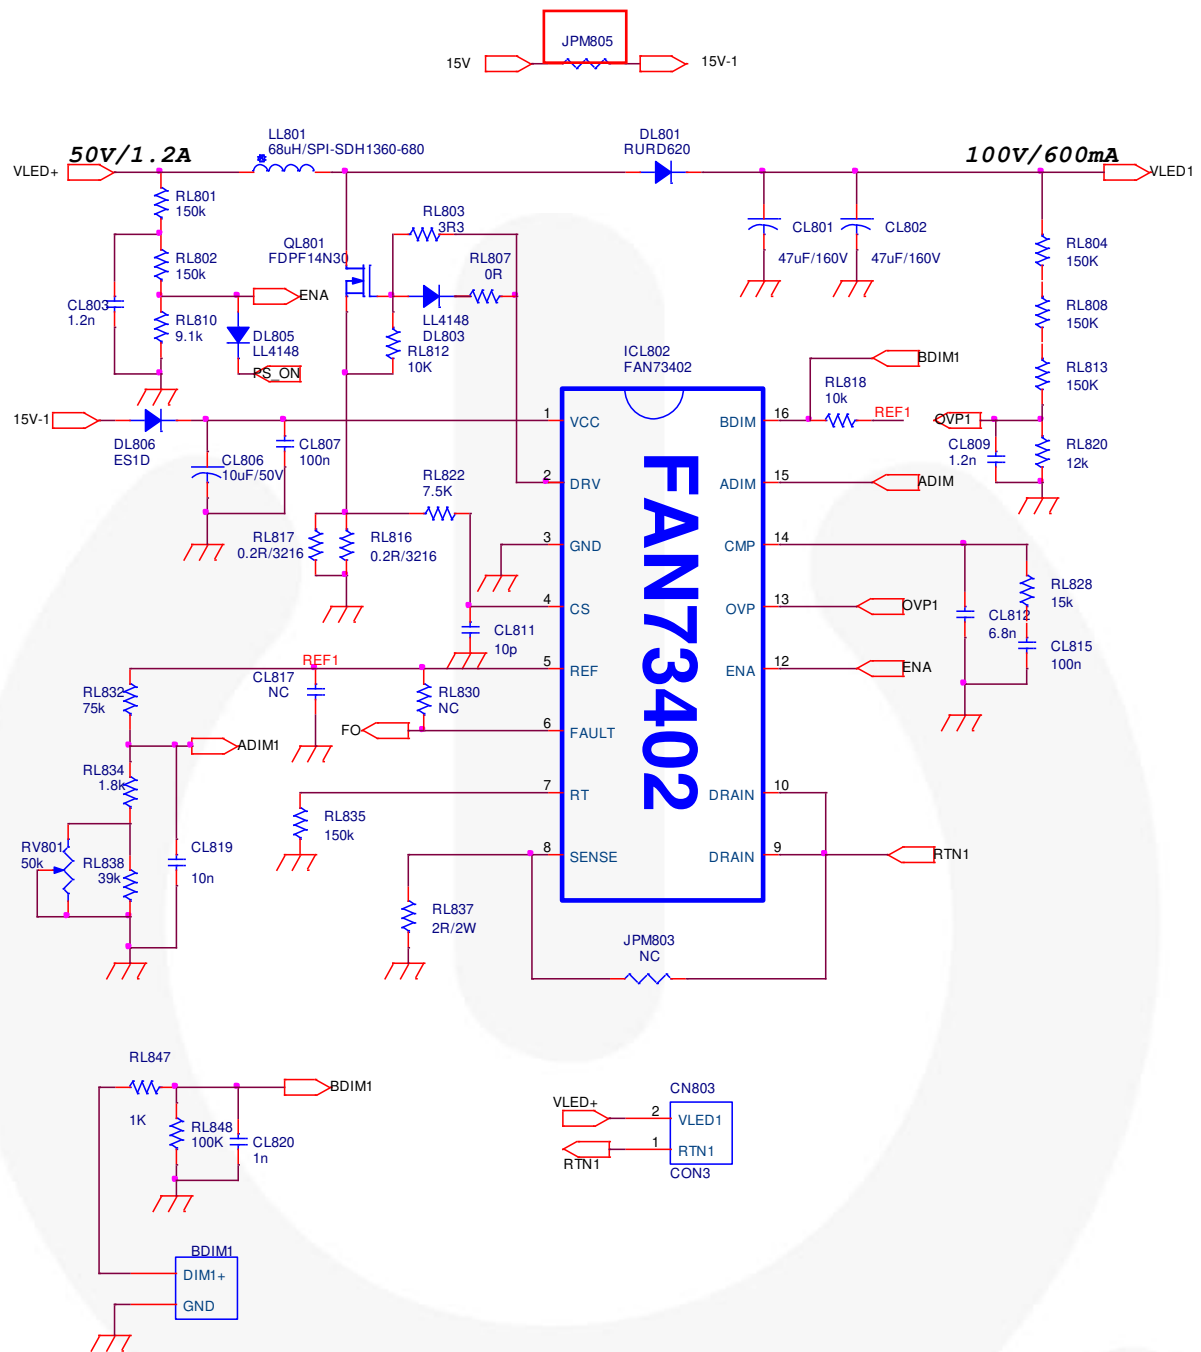 JPM805
15V
15V-1
50V/1.2A
VLED+
LL801
68uH/SPI-SDH1360-680
DL801
RURD620
100V/600mA
VLED1
RL801
150k
RL802
150k
CL803
1.2n
RL810
9.1k
ENA
DL805
LL4148
PS_ON
QL801
FDPF14N30
RL803
3R3
RL807
0R
LL4148
DL803
RL812
10K
CL801
47uF/160V
CL802
47uF/160V
RL804
150K
RL808
150K
RL813
150K
BDIM1
RL818
10k
REF1
OVP1
CL809
1.2n
RL820
12k
ICL802
FAN73402
15V-1
DL806
ES1D
CL806
10uF/50V
CL807
100n
RL822
7.5K
RL817
0.2R/3216
RL816
0.2R/3216
CL811
10p
1
VCC
2
DRV
3
GND
4
CS
5
REF
6
FAULT
7
RT
8
SENSE
FAN73402
16
BDIM
15
ADIM
14
CMP
13
OVP
12
ENA
10
DRAIN
9
DRAIN
ADIM
OVP1
ENA
RTN1
CL812
6.8n
RL828
15k
CL815
100n
REF1
CL817
NC
RL830
NC
FO
RL832
75k
ADIM1
RL834
1.8k
RV801
50k
RL838
39k
CL819
10n
RL835
150k
RL837
2R/2W
JPM803
NC
RL847
1K
RL848
100K
CL820
1n
BDIM1
BDIM1
DIM1+
GND
CN803
VLED+
2
VLED1
RTN1
1
RTN1
CON3